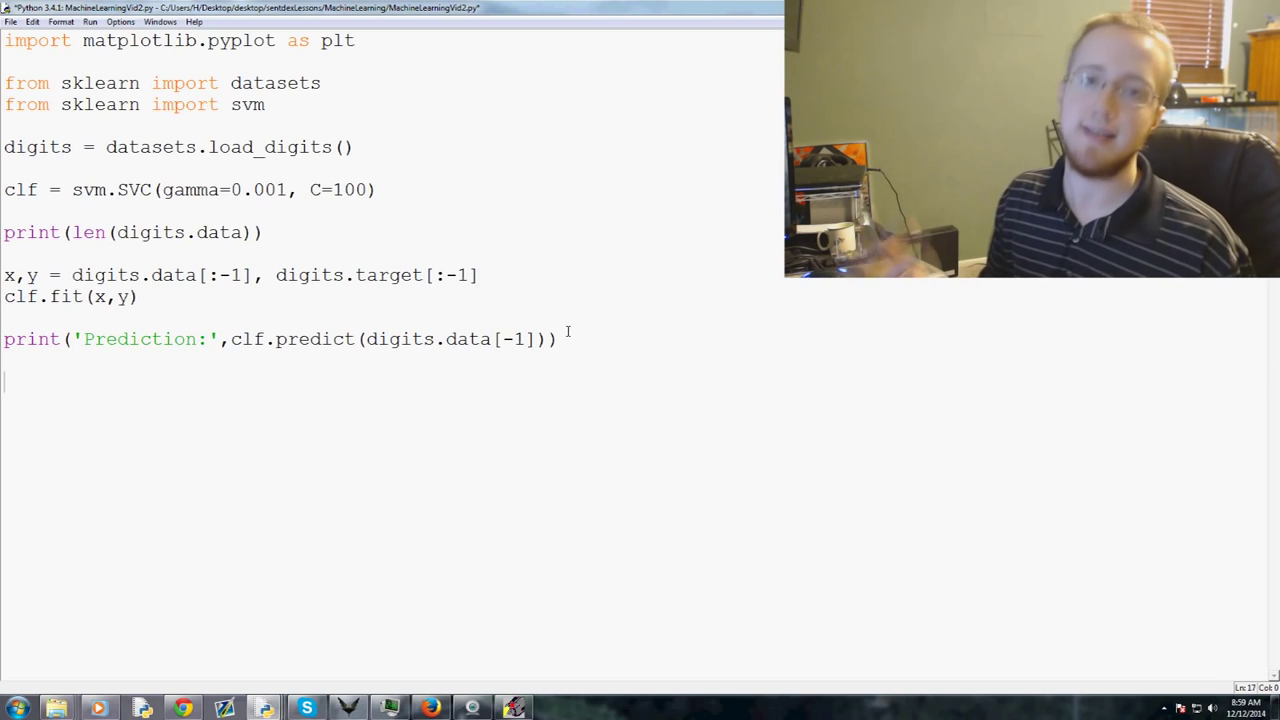 *Python 3.4.1: MachineLearningVid2.py - C:/Users/H/Desktop/desktop/sentdexLessons/MachineLearning/MachineLearningVid2.py*
File Edit Format Run Options Windows Help
import matplotlib.pyplot as plt
from sklearn import datasets
from sklearn import svm
digits = datasets.load_digits()
clf = svm.SVC(gamma=0.001, C=100)
print(len(digits.data))
x,y = digits.data[:-1], digits.target[:-1]
clf.fit(x,y)
print('Prediction:',clf.predict(digits.data[-1]))
Ln: 17 Col: 0
8:59 AM
12/12/2014